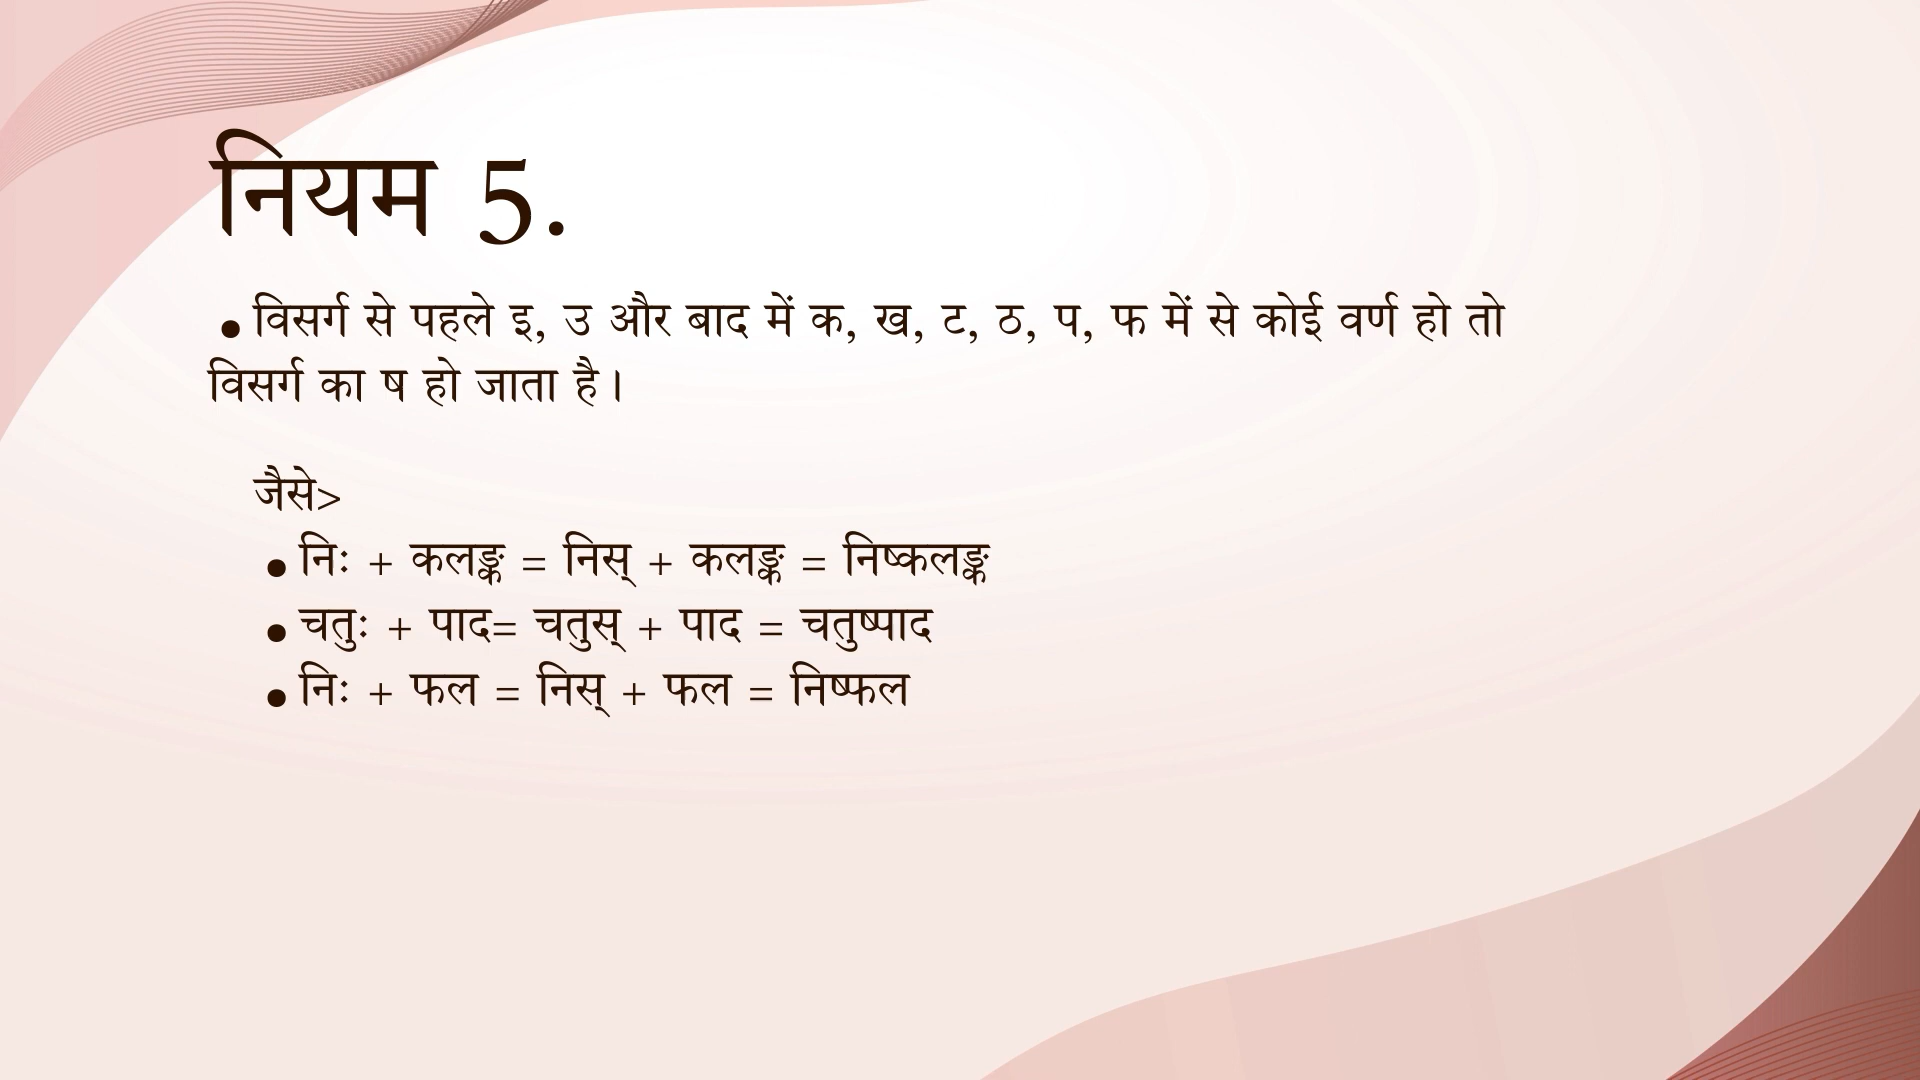 नियम 5.
• विसर्ग से पहले इ, उ और बाद में क, ख, ट, ठ, प, फ में से कोई वर्ण हो तो
विसर्ग का ष हो जाता है।
जैसे>
• निः + कलङ्क = निस् + कलङ्क = निष्कलङ्क
• चतुः + पाद= चतुस् + पाद = चतुष्पाद
• निः + फल = निस् + फल = निष्फल